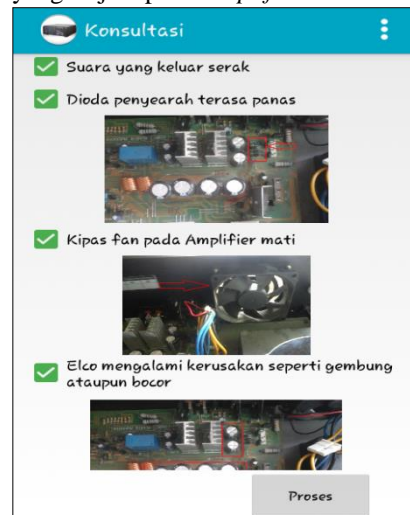 Konsultasi
Suara yang keluar serak
Dioda penyearah terasa panas
Kipas fan pada Amplifier mati
Elco mengalami kerusakan seperti gembung
ataupun bocor
Proses